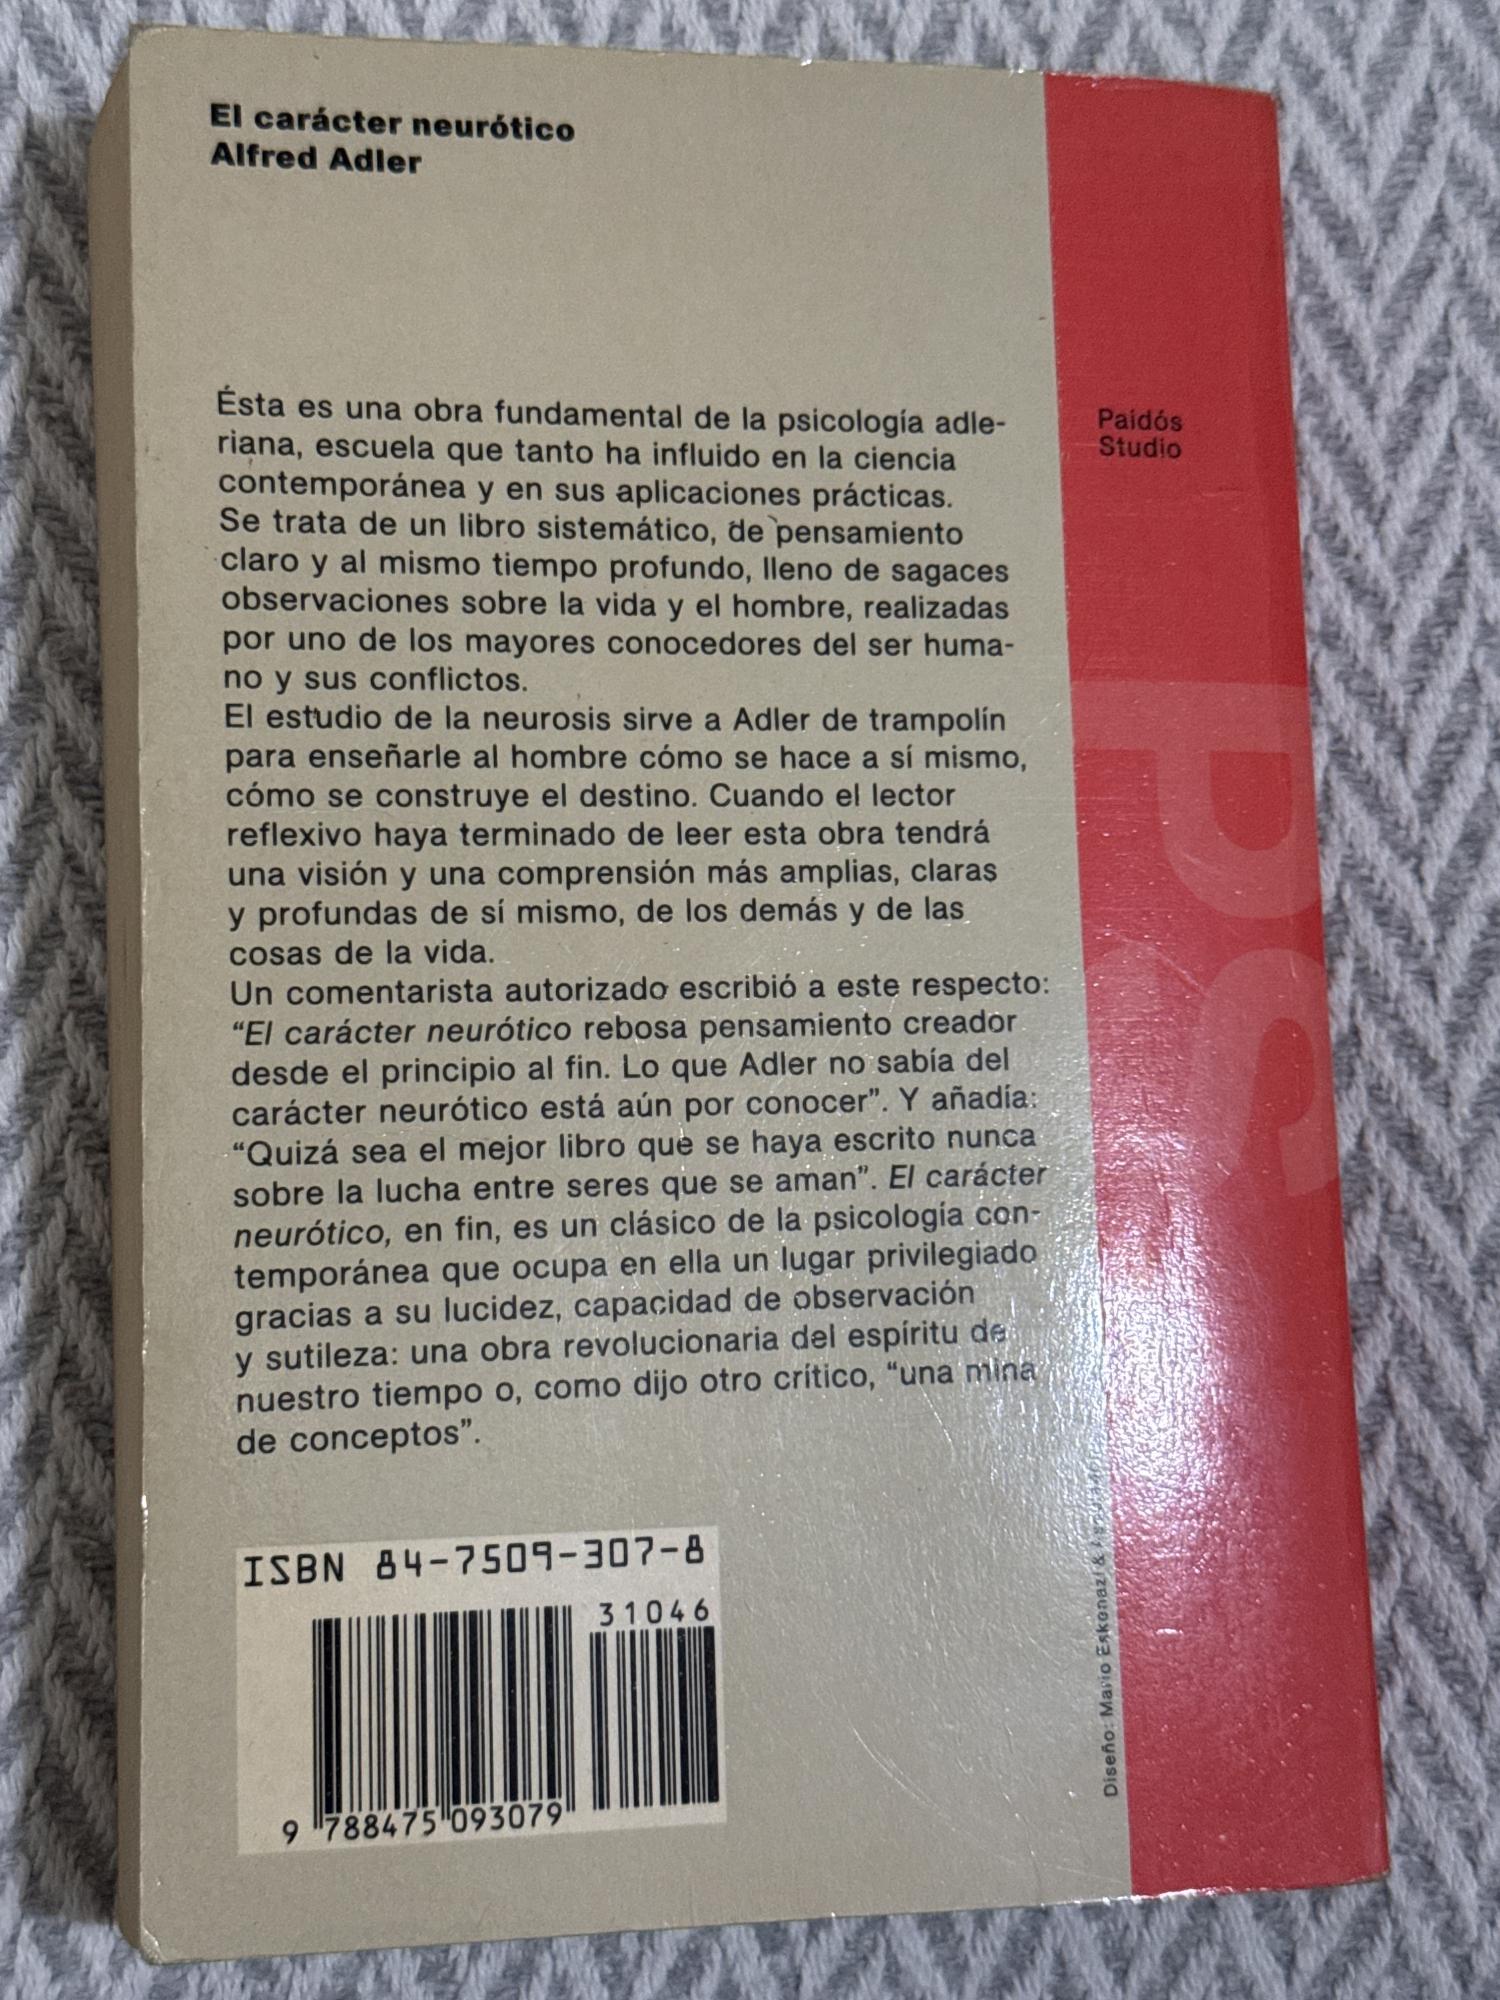 El carácter neurótico
Alfred Adler
Ésta es una obra fundamental de la psicología adle-
riana, escuela que tanto ha influido en la ciencia
contemporánea y en sus aplicaciones prácticas.
Se trata de un libro sistemático, de pensamiento
claro y al mismo tiempo profundo, lleno de sagaces
observaciones sobre la vida y el hombre, realizadas
por uno de los mayores conocedores del ser huma-
no y sus conflictos.
El estudio de la neurosis sirve a Adler de trampolín
para enseñarle al hombre cómo se hace a sí mismo,
cómo se construye el destino. Cuando el lector
reflexivo haya terminado de leer esta obra tendrá
una visión y una comprensión más amplias, claras
y profundas de sí mismo, de los demás y de las
cosas de la vida.
Un comentarista autorizado escribió a este respecto:
“El carácter neurótico rebosa pensamiento creador
desde el principio al fin. Lo que Adler no sabía del
carácter neurótico está aún por conocer”. Y añadía:
“Quizá sea el mejor libro que se haya escrito nunca
sobre la lucha entre seres que se aman”. El carácter
neurótico, en fin, es un clásico de la psicología con-
temporánea que ocupa en ella un lugar privilegiado
gracias a su lucidez, capacidad de observación
y sutileza: una obra revolucionaria del espíritu de
nuestro tiempo o, como dijo otro crítico, “una mina
de conceptos”.
ISBN 84-7509-307-8
31046
9 788475 093079
Paidós
Studio
PS
Diseño: Mario Eskenazi &